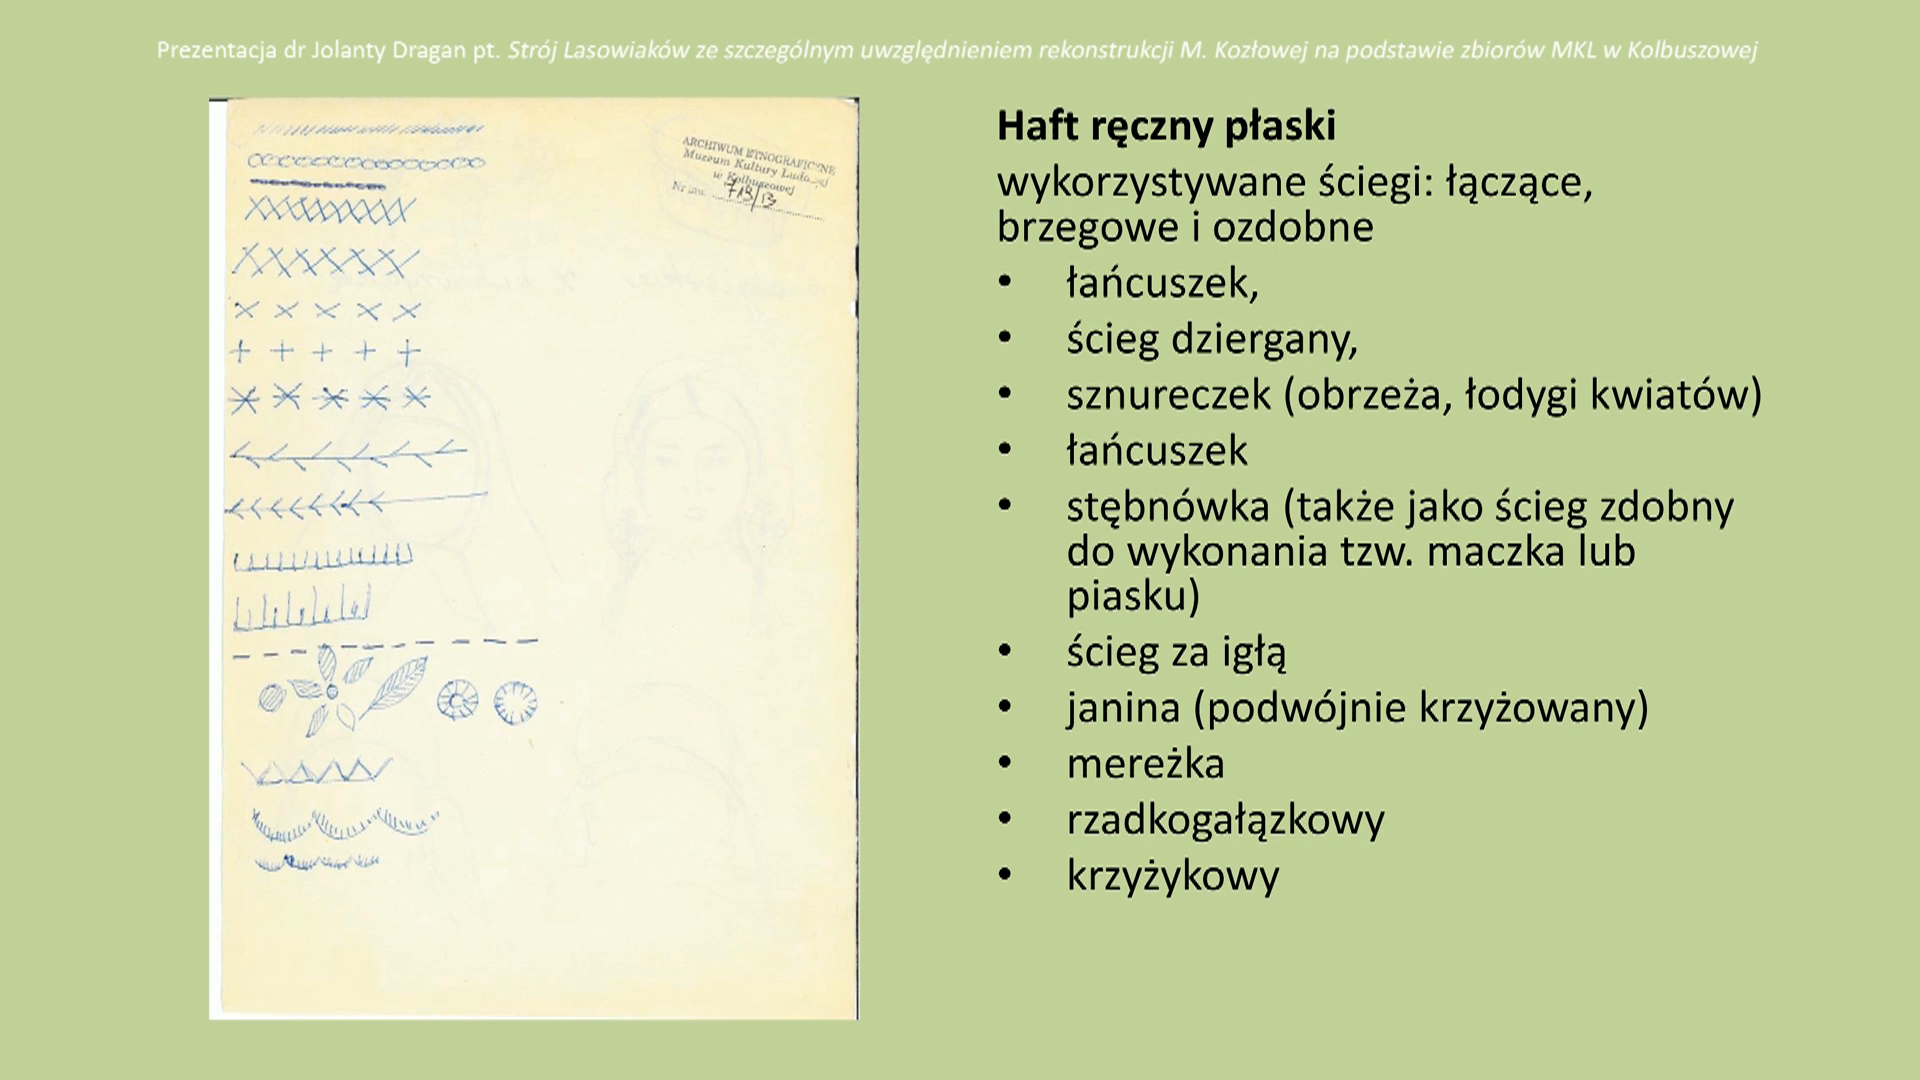 Prezentacja dr Jolanty Dragan pt. Strój Lasowiaków ze szczególnym uwzględnieniem rekonstrukcji M. Kozłowej na podstawie zbiorów MKL w Kolbuszowej
ARCHIWUM ETNOGRAFICZNE
Muzeum Kultury Ludowej
w Kolbuszowej
Nr inw.
Haft ręczny płaski
wykorzystywane ściegi: łączące,
brzegowe i ozdobne
• łańcuszek,
• ścieg dziergany,
• sznureczek (obrzeża, łodygi kwiatów)
• łańcuszek
• stębnówka (także jako ścieg zdobny
do wykonania tzw. maczka lub
piasku)
• ścieg za igłą
• janina (podwójnie krzyżowany)
• mereżka
• rzadkogałązkowy
• krzyżykowy